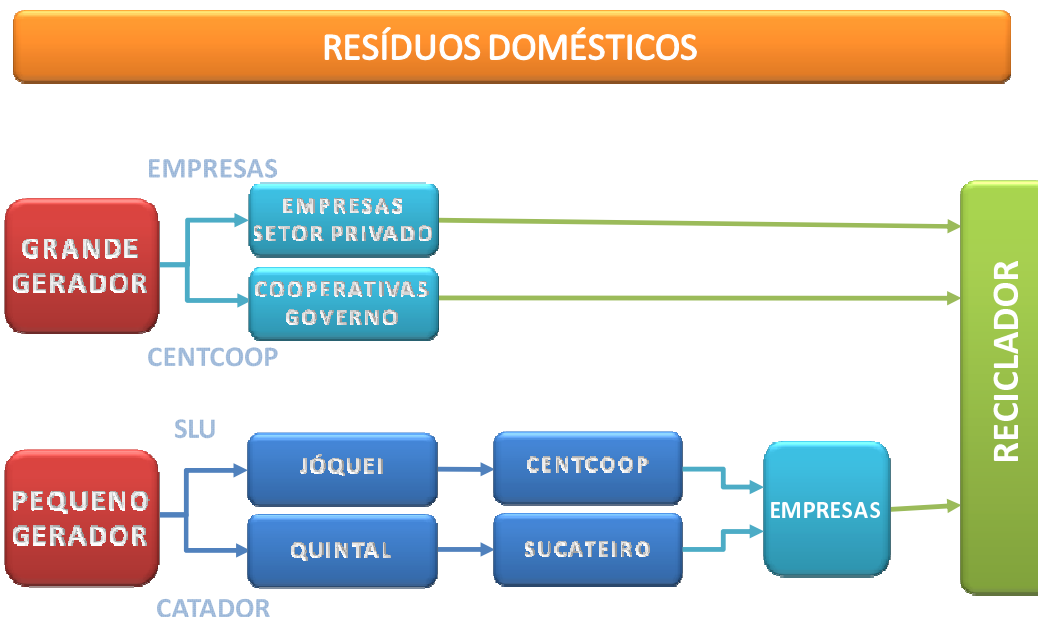 RESÍDUOS DOMÉSTICOS
EMPRESAS
EMPRESAS
SETOR PRIVADO
GRANDE
GERADOR
COOPERATIVAS
GOVERNO
CENTCOOP
RECICLADOR
SLU
JÓQUEI
CENTCOOP
PEQUENO
GERADOR
EMPRESAS
QUINTAL
SUCATEIRO
CATADOR